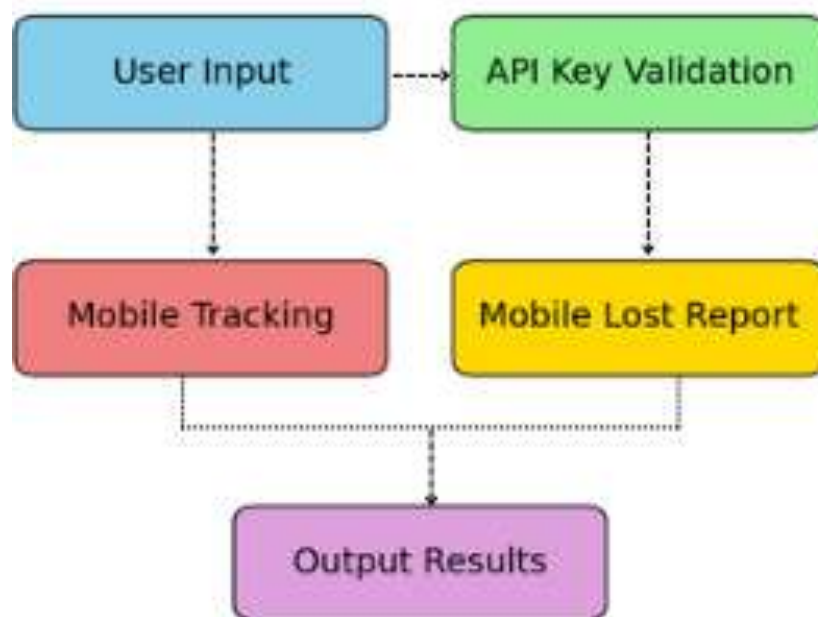 User Input
API Key Validation
Mobile Tracking
Mobile Lost Report
Output Results